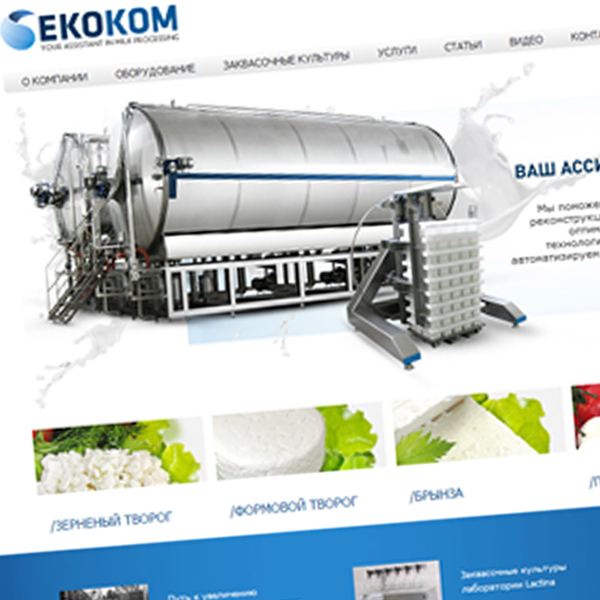 EKOKOM
YOUR ASSISTANT IN MILK PROCESSING
О КОМПАНИИ ОБОРУДОВАНИЕ ЗАКВАСОЧНЫЕ КУЛЬТУРЫ УСЛУГИ СТАТЬИ ВИДЕО КОНТА
ВАШ АССИ
Мы поможе
реконструкц
оптим
технологи
автоматизируем
/ЗЕРНЕНЫЙ ТВОРОГ /ФОРМОВОЙ ТВОРОГ /БРЫНЗА /П
Путь к увеличению
Заквасочные культуры
лаборатории Lactina